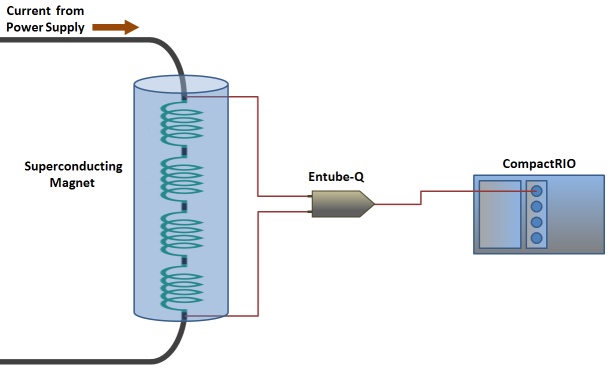 Current from
Power Supply
Superconducting
Magnet
Entube-Q
CompactRIO